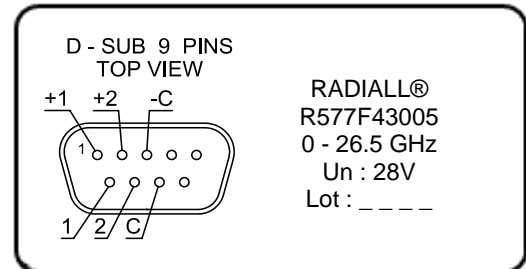 D - SUB 9 PINS
TOP VIEW
+1 +2 -C
1
1 2 C
RADIALL®
R577F43005
0 - 26.5 GHz
Un : 28V
Lot : _ _ _ _